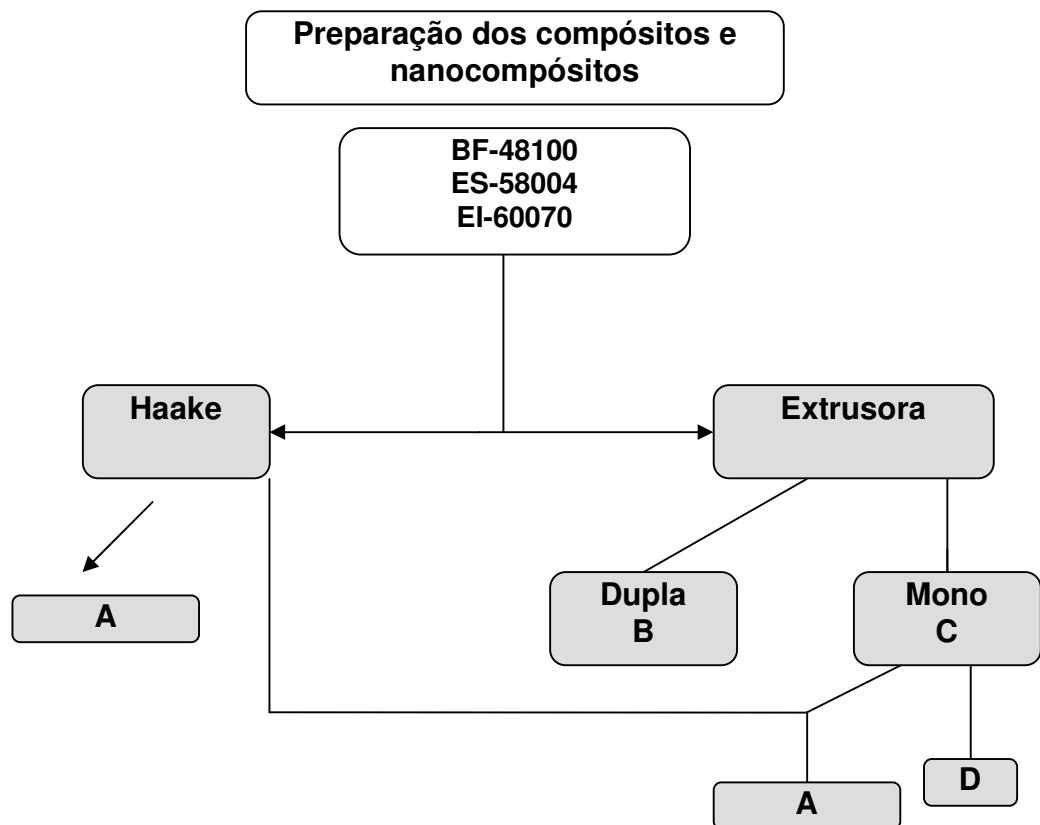 Preparação dos compósitos e
nanocompósitos
BF-48100
ES-58004
EI-60070
Haake
Extrusora
A
Dupla
B
Mono
C
A
D